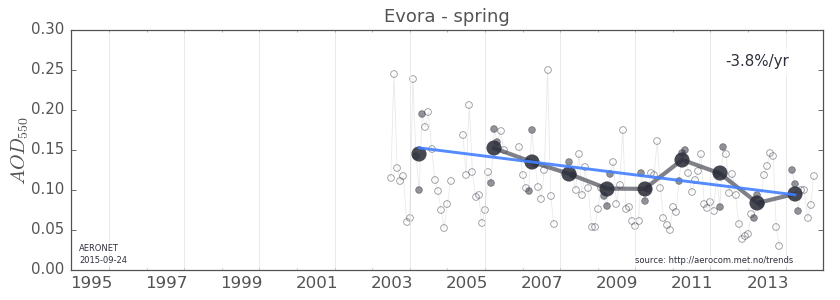 Evora - spring
0.30
0.25
0.20
0.15
0.10
0.05
0.00
AOD550
-3.8%/yr
AERONET
2015-09-24
source: http://aerocom.met.no/trends
1995 1997 1999 2001 2003 2005 2007 2009 2011 2013